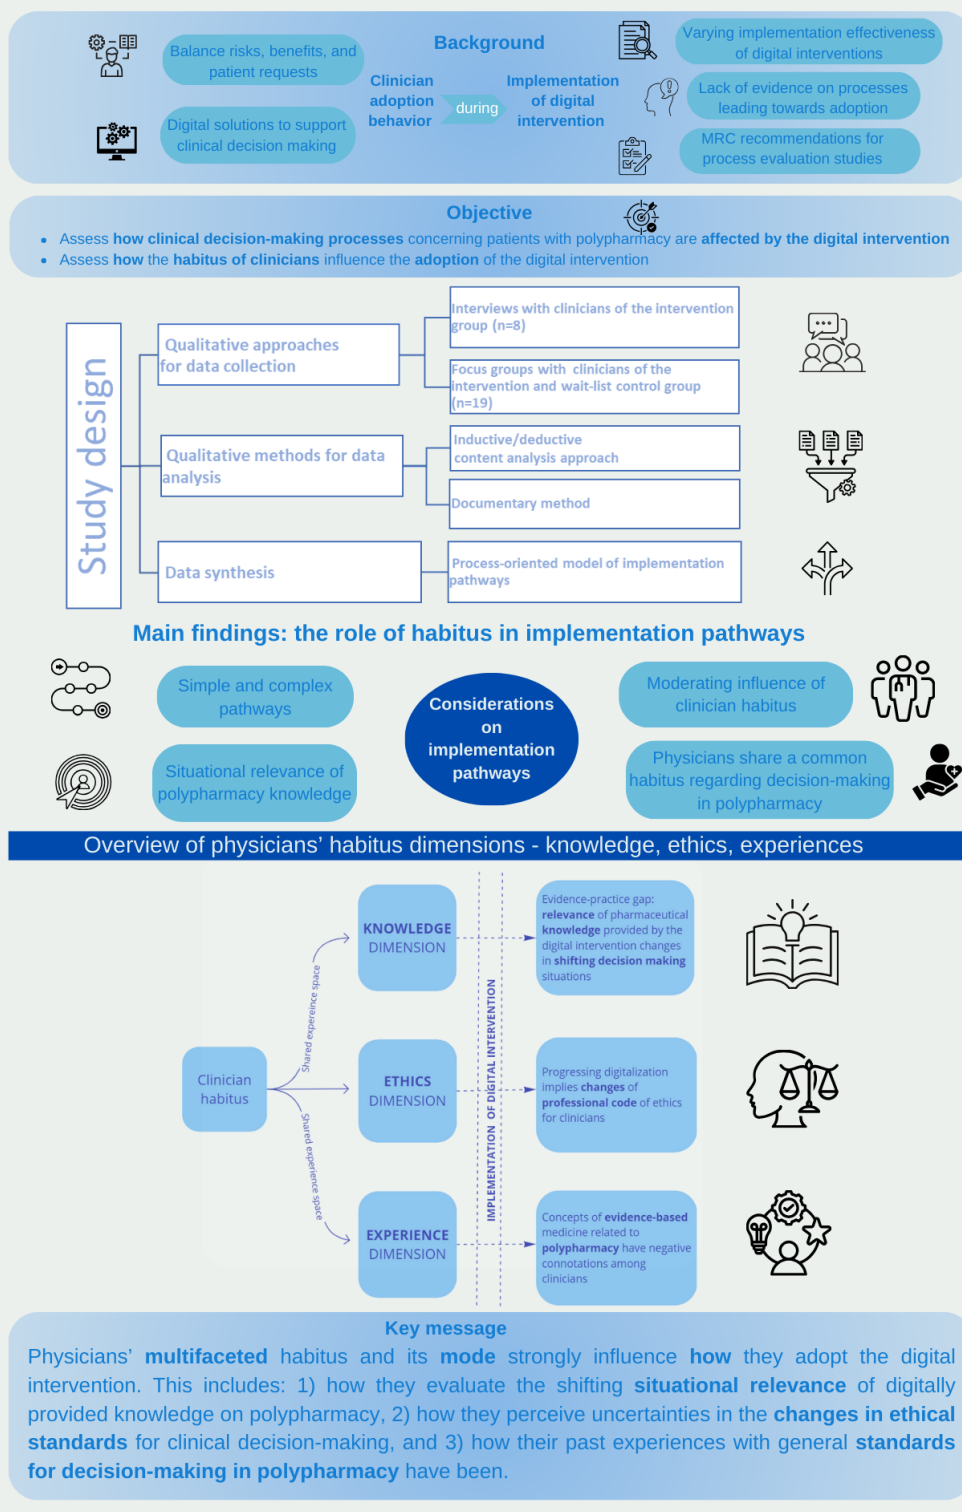 Background
Balance risks, benefits, and
patient requests
Digital solutions to support
clinical decision making
Clinician
adoption
behavior
during
Implementation
of digital
intervention
Varying implementation effectiveness
of digital interventions
Lack of evidence on processes
leading towards adoption
MRC recommendations for
process evaluation studies
Objective
• Assess how clinical decision-making processes concerning patients with polypharmacy are affected by the digital intervention
• Assess how the habitus of clinicians influence the adoption of the digital intervention
Study design
Qualitative approaches
for data collection
Interviews with clinicians of the intervention
group (n=8)
Focus groups with clinicians of the
intervention and wait-list control group
(n=19)
Qualitative methods for data
analysis
Inductive/deductive
content analysis approach
Documentary method
Data synthesis
Process-oriented model of implementation
pathways
Main findings: the role of habitus in implementation pathways
Simple and complex
pathways
Situational relevance of
polypharmacy knowledge
Considerations
on
implementation
pathways
Moderating influence of
clinician habitus
Physicians share a common
habitus regarding decision-making
in polypharmacy
Overview of physicians’ habitus dimensions - knowledge, ethics, experiences
Clinician
habitus
Shared expereince space
Shared experience space
KNOWLEDGE
DIMENSION
ETHICS
DIMENSION
EXPERIENCE
DIMENSION
IMPLEMENTATION OF DIGITAL INTERVENTION
Evidence-practice gap:
relevance of pharmaceutical
knowledge provided by the
digital intervention changes
in shifting decision making
situations
Progressing digitalization
implies changes of
professional code of ethics
for clinicians
Concepts of evidence-based
medicine related to
polypharmacy have negative
connotations among
clinicians
Key message
Physicians’ multifaceted habitus and its mode strongly influence how they adopt the digital
intervention. This includes: 1) how they evaluate the shifting situational relevance of digitally
provided knowledge on polypharmacy, 2) how they perceive uncertainties in the changes in ethical
standards for clinical decision-making, and 3) how their past experiences with general standards
for decision-making in polypharmacy have been.